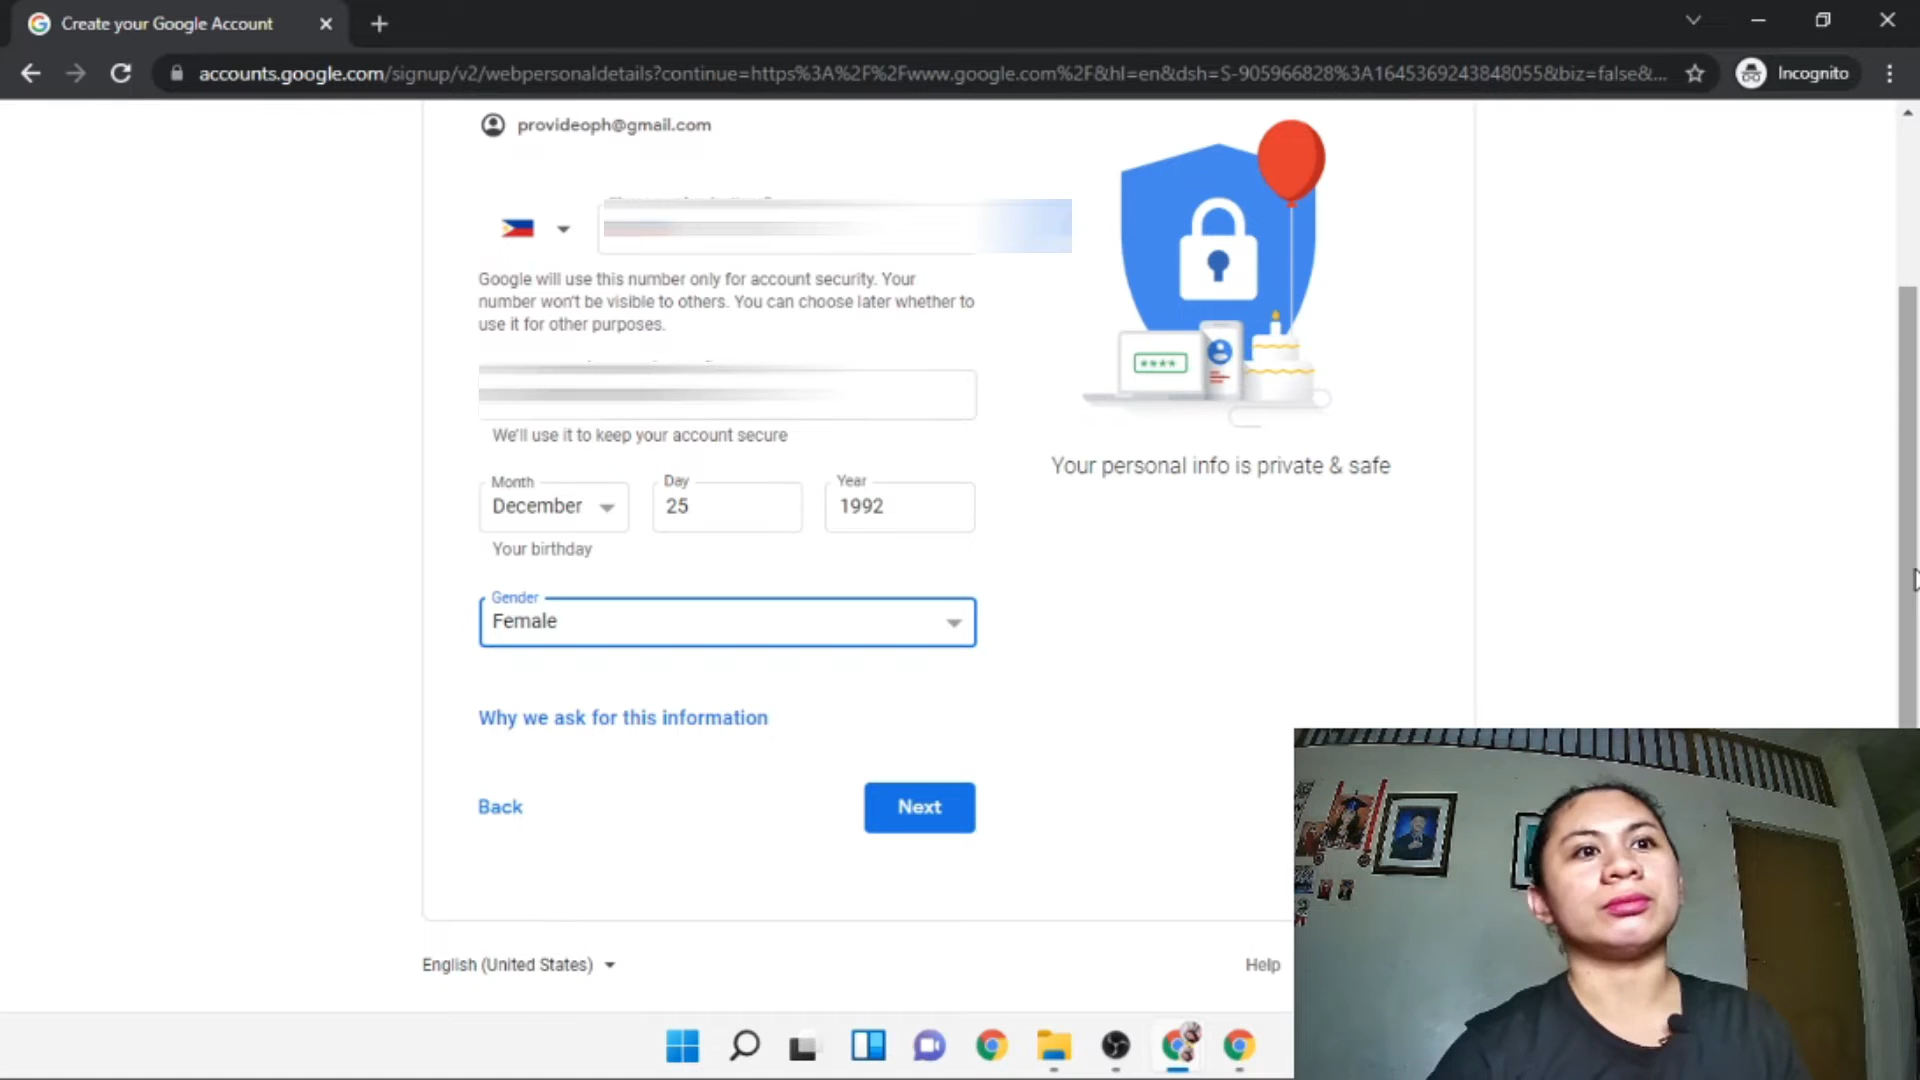 Create your Google Account
accounts.google.com/signup/v2/webpersonaldetails?continue=https%3A%2F%2Fwww.google.com%2F&hl=en&dsh=S-905966828%3A1645369243848055&biz=false&...
Incognito
provideoph@gmail.com
Google will use this number only for account security. Your
number won't be visible to others. You can choose later whether to
use it for other purposes.
We'll use it to keep your account secure
Month
Day
Year
December
25
1992
Your birthday
Gender
Female
Why we ask for this information
Back
Next
****
Your personal info is private & safe
English (United States)
Help